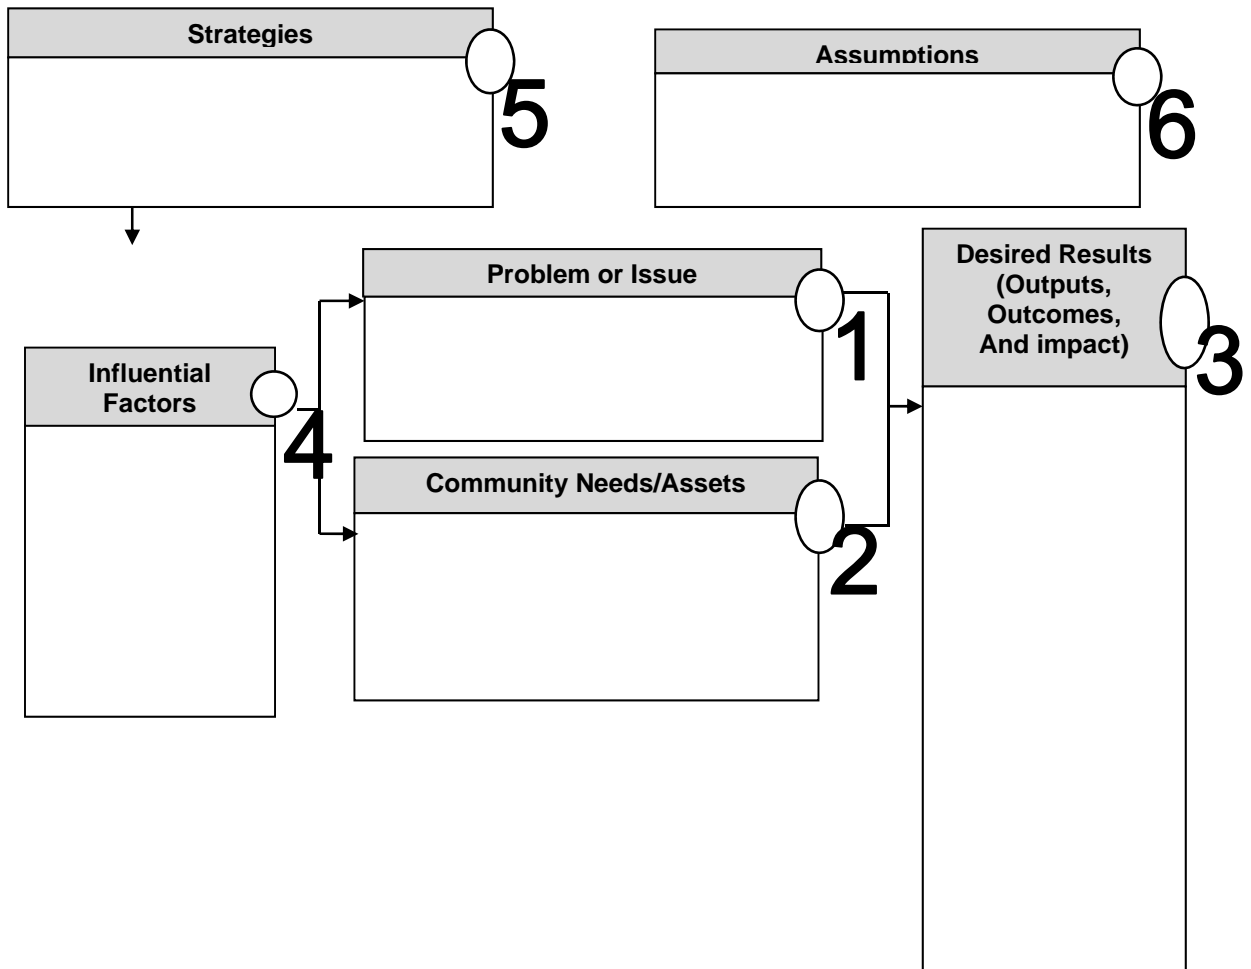 Strategies
5
Assumptions
6
Problem or Issue
1
Desired Results
(Outputs,
Outcomes,
And impact)
3
Influential
Factors
4
Community Needs/Assets
2